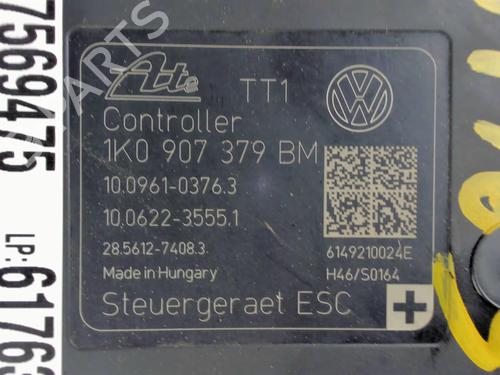 Ate TT1
Controller
1K0 907 379 BM
10.0961-0376.3
10.0622-3555.1
28.5612-7408.3
6149210024E
Made in Hungary
H46/S0164
Steuergeraet ESC
7569475
LP:61763